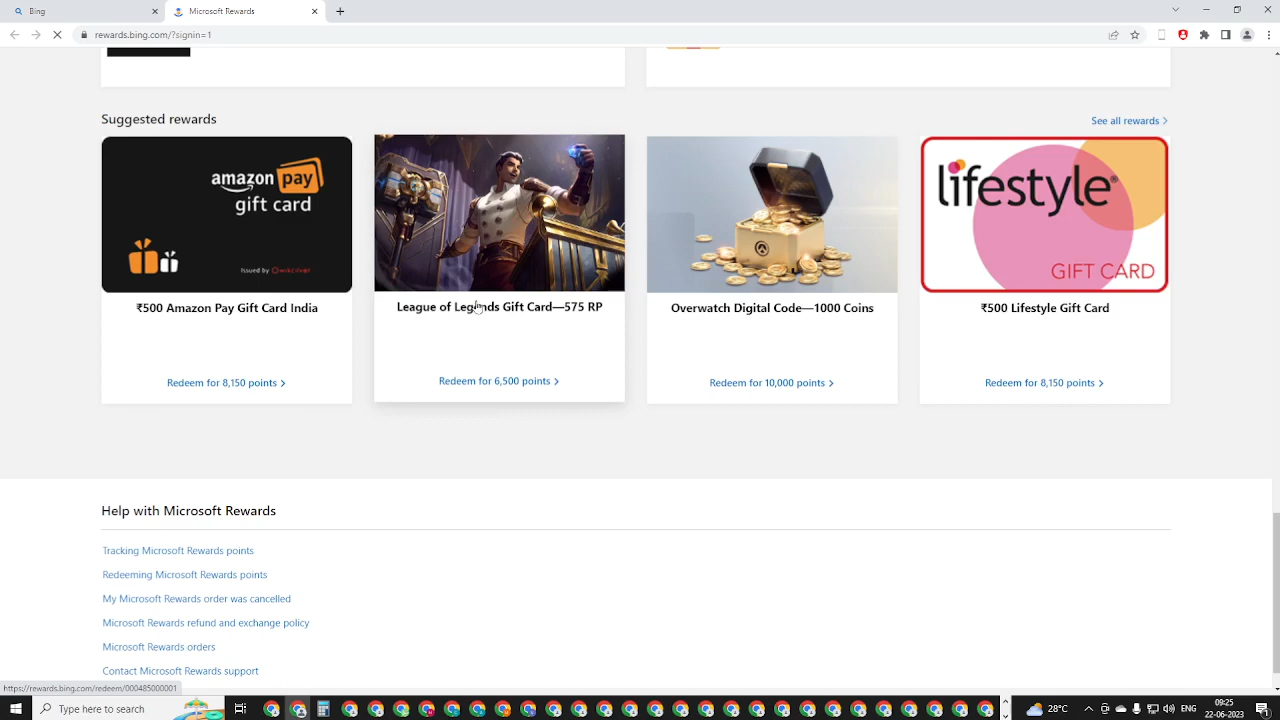 Bing
Microsoft Rewards
rewards.bing.com/?signin=1
Suggested rewards
See all rewards
amazon pay
gift card
Issued by
lifestyle®
GIFT CARD
₹500 Amazon Pay Gift Card India
League of Legends Gift Card—575 RP
Overwatch Digital Code—1000 Coins
₹500 Lifestyle Gift Card
Redeem for 8,150 points
Redeem for 6,500 points
Redeem for 10,000 points
Redeem for 8,150 points
Help with Microsoft Rewards
Tracking Microsoft Rewards points
Redeeming Microsoft Rewards points
My Microsoft Rewards order was cancelled
Microsoft Rewards refund and exchange policy
Microsoft Rewards orders
Contact Microsoft Rewards support
https://rewards.bing.com/redeem/000485000001
Type here to search
09:25
22-06-2023